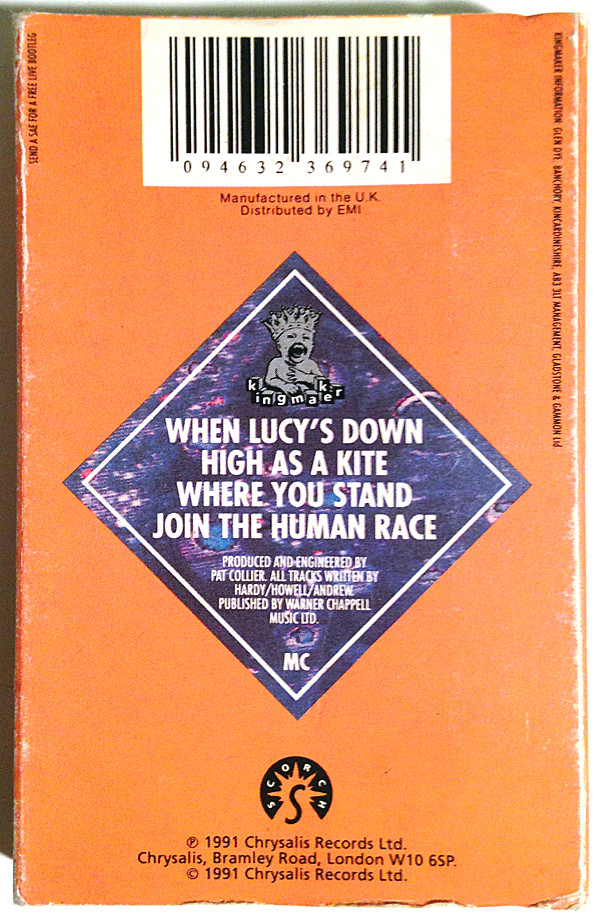 SEND A SAE FOR A FREE LIVE BOOTLEG
KINGMAKER INFORMATION: GLEN DYE, BANCHORY, KINCARDINESHIRE, AB3 3LT MANAGEMENT, GLADSTONE & GAMMON Ltd
094632 369741
Manufactured in the U.K.
Distributed by EMI
kingmaker
WHEN LUCY'S DOWN
HIGH AS A KITE
WHERE YOU STAND
JOIN THE HUMAN RACE
PRODUCED AND ENGINEERED BY
PAT COLLIER. ALL TRACKS WRITTEN BY
HARDY/HOWELL/ANDREW.
PUBLISHED BY WARNER CHAPPELL
MUSIC LTD.
MC
SCORCH
S
℗ 1991 Chrysalis Records Ltd.
Chrysalis, Bramley Road, London W10 6SP.
© 1991 Chrysalis Records Ltd.